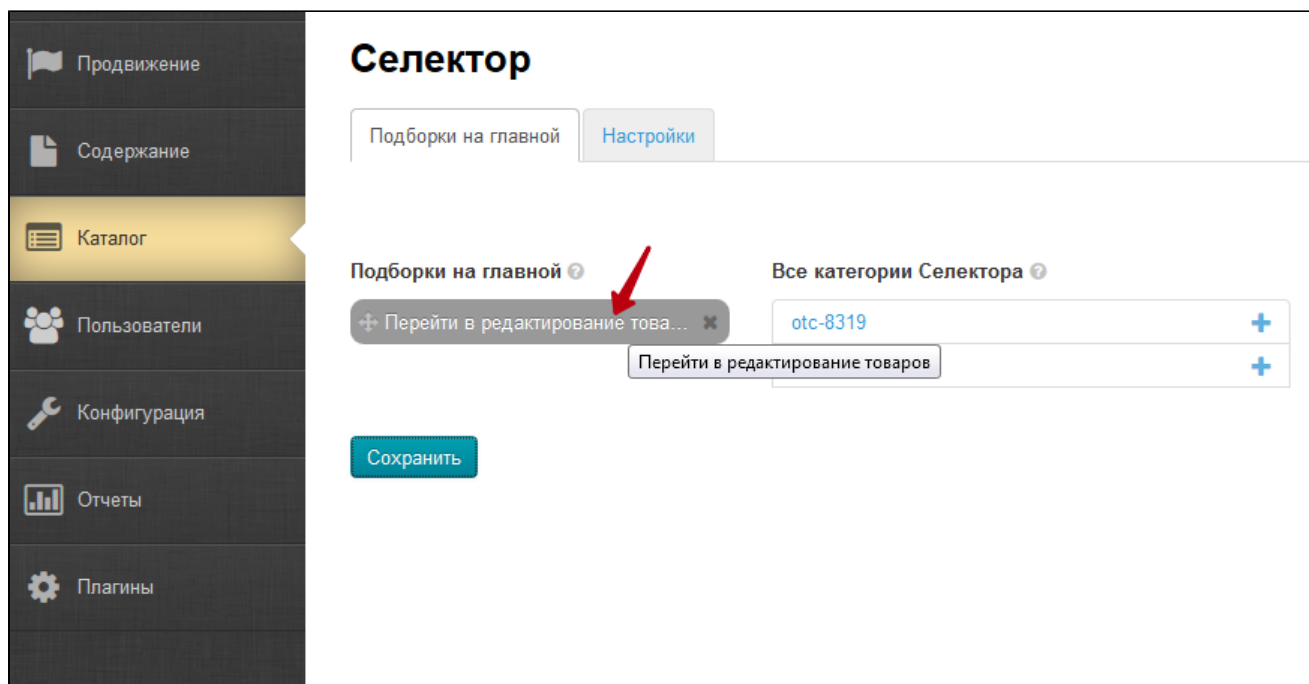 Продвижение
Содержание
Каталог
Пользователи
Конфигурация
Отчеты
Плагины
Селектор
Подборки на главной
Настройки
Подборки на главной
Перейти в редактирование това...
Все категории Селектора
otc-8319
Перейти в редактирование товаров
Сохранить